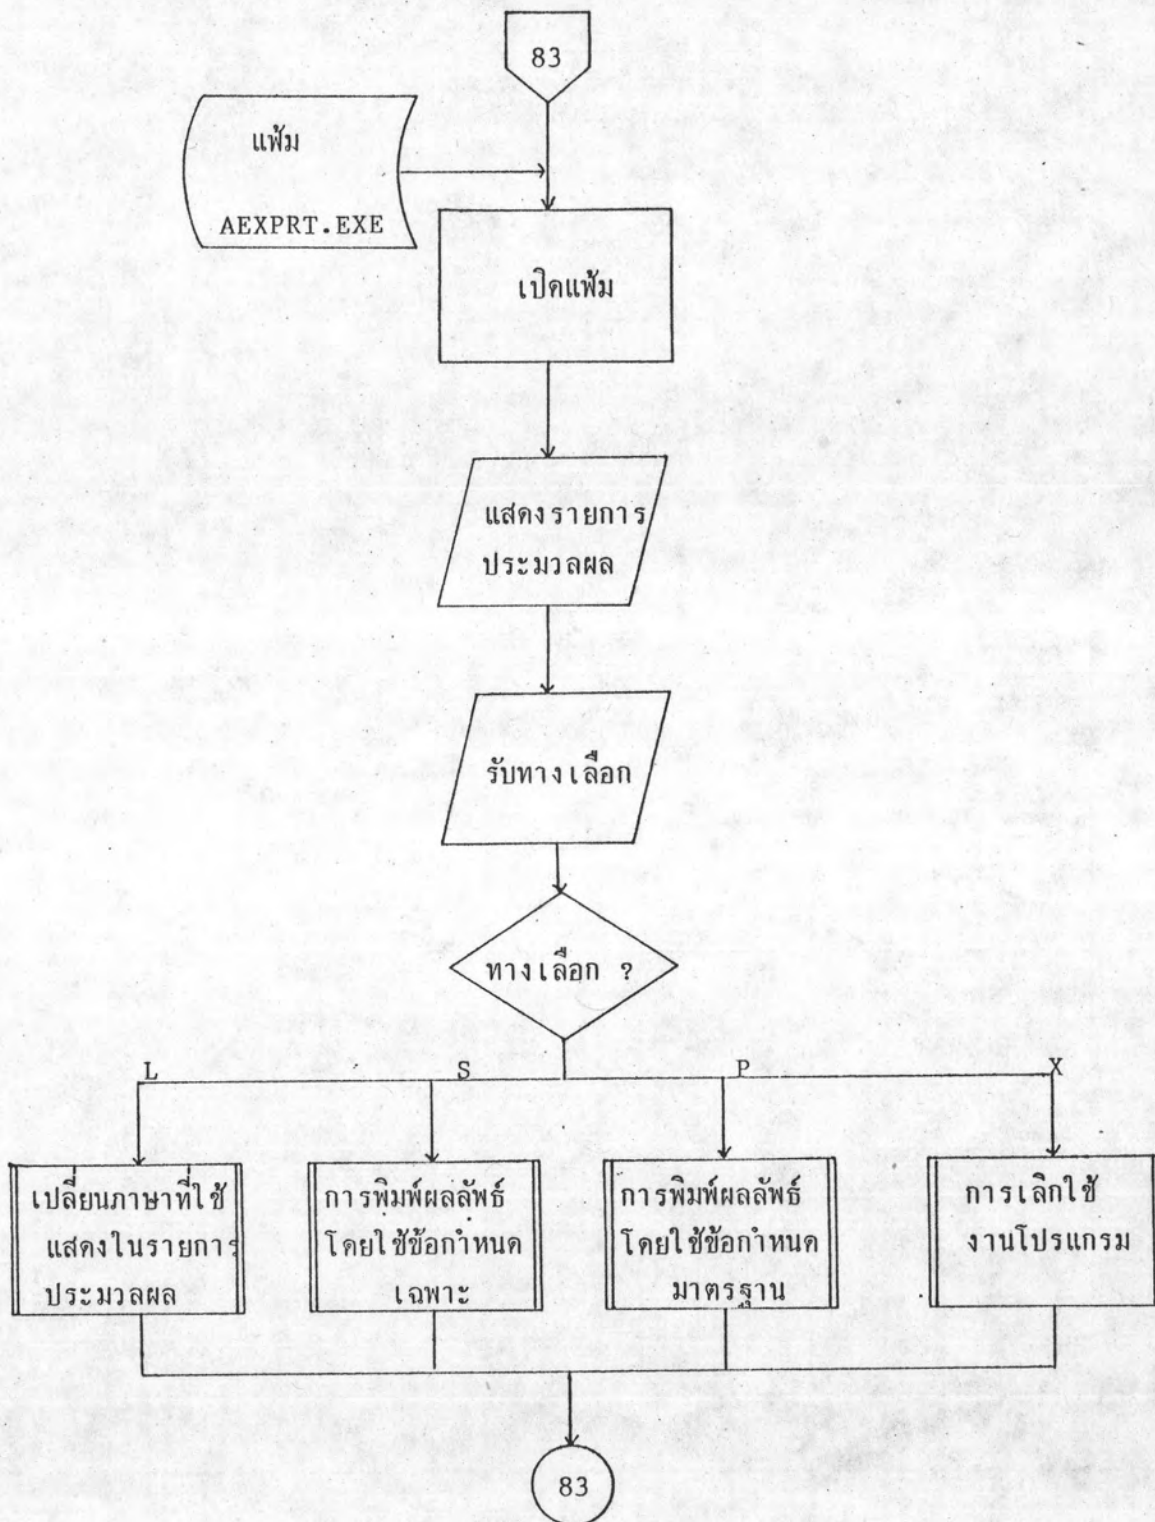 83
แฟ้ม
AEXPRT.EXE
เปิดแฟ้ม
แสดงรายการ
ประมวลผล
รับทางเลือก
ทางเลือก ?
L
S
P
X
เปลี่ยนภาษาที่ใช้
แสดงในรายการ
ประมวลผล
การพิมพ์ผลลัพธ์
โดยใช้ข้อกำหนด
เฉพาะ
การพิมพ์ผลลัพธ์
โดยใช้ข้อกำหนด
มาตรฐาน
การเลิกใช้
งานโปรแกรม
83